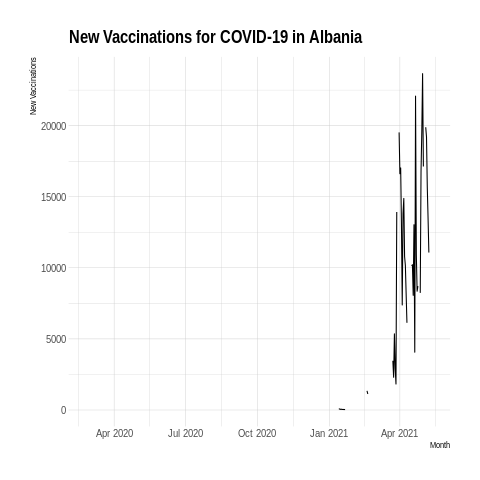 New Vaccinations for COVID-19 in Albania
New Vaccinations
20000
15000
10000
5000
0
Apr 2020 Jul 2020 Oct 2020 Jan 2021 Apr 2021
Month